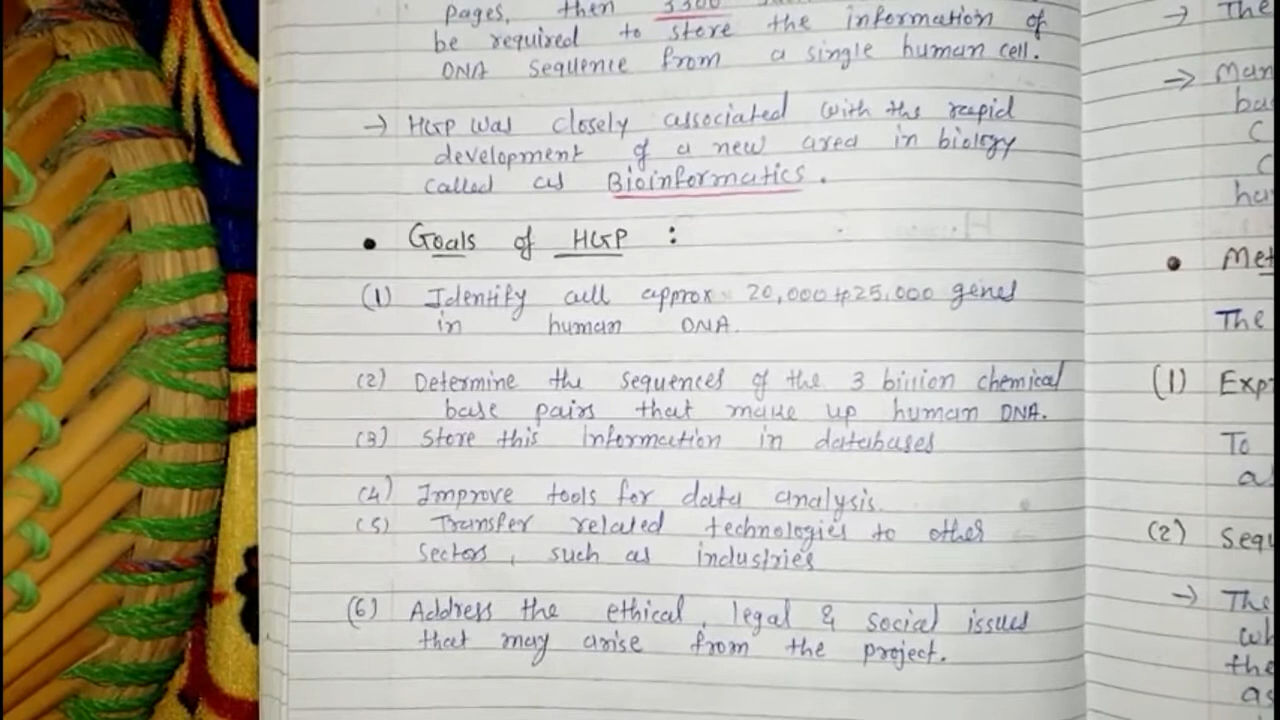 pages, then 3300
be required to store the information of
DNA sequence from a single human cell.
→ HGP was closely associated with the rapid
development of a new area in biology
called as Bioinformatics.
• Goals of HGP :
(1) Identify all approx. 20,000 to 25,000 genes
in human DNA.
(2) Determine the sequences of the 3 billion chemical
base pairs that make up human DNA.
(3) Store this information in databases
(4) Improve tools for data analysis.
(5) Transfer related technologies to other
sectors, such as industries
(6) Address the ethical, legal & social issues
that may arise from the project.
→ The
→
•
The
(1)
To
(2)
→ The
the
as